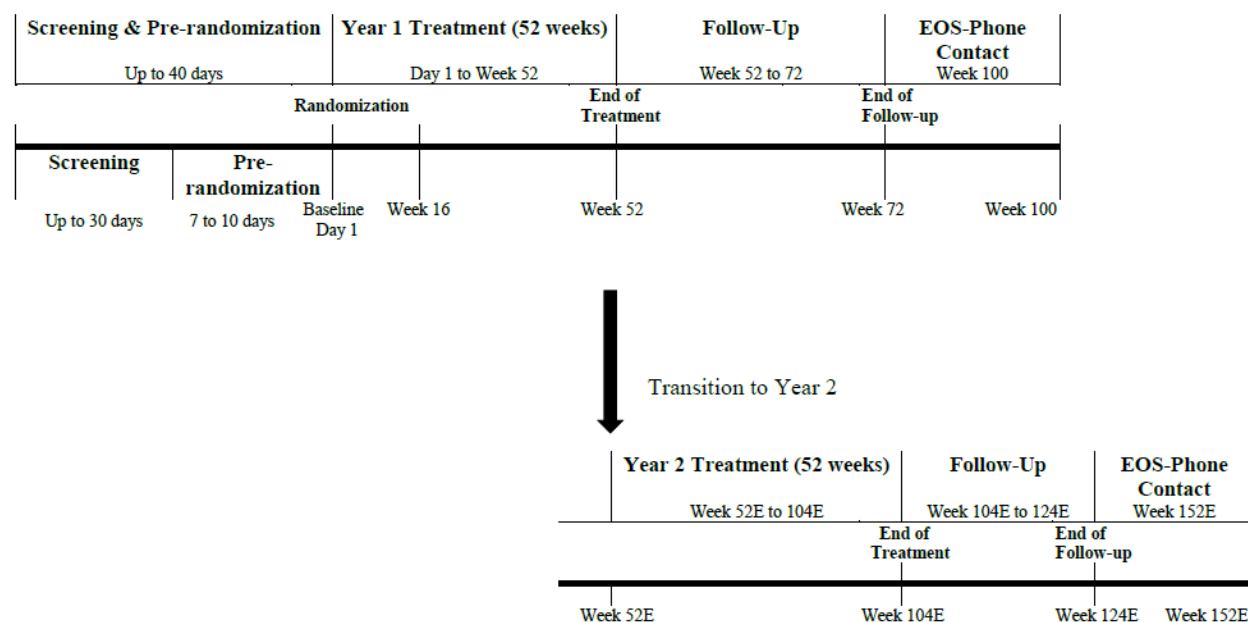 Screening & Pre-randomization
Up to 40 days
Year 1 Treatment (52 weeks)
Day 1 to Week 52
Follow-Up
Week 52 to 72
EOS-Phone
Contact
Week 100
Randomization
End of
Treatment
End of
Follow-up
Screening
Up to 30 days
Pre-
randomization
7 to 10 days
Baseline
Day 1
Week 16
Week 52
Week 72
Week 100
Transition to Year 2
Year 2 Treatment (52 weeks)
Week 52E to 104E
Follow-Up
Week 104E to 124E
EOS-Phone
Contact
Week 152E
End of
Treatment
End of
Follow-up
Week 52E
Week 104E
Week 124E
Week 152E